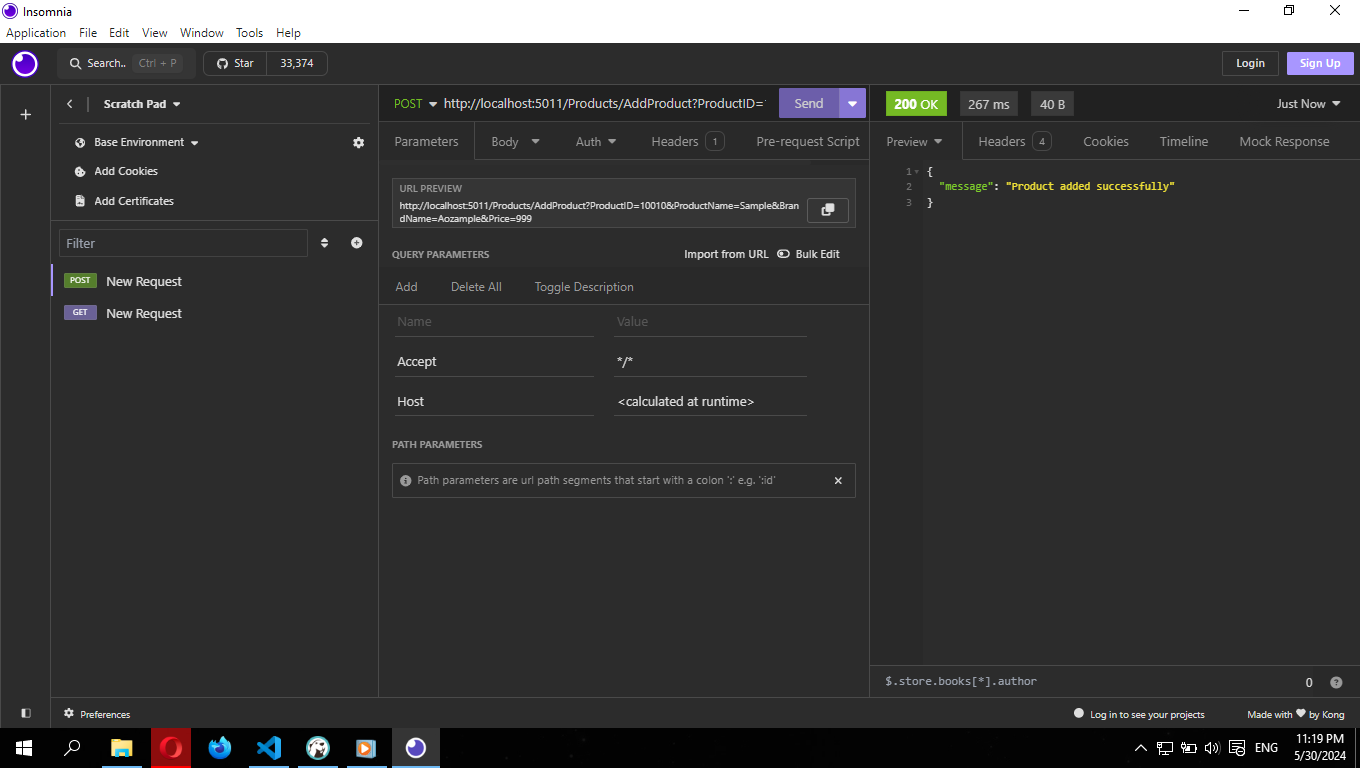 Insomnia
Application File Edit View Window Tools Help
Search.. Ctrl + P Star 33,374 Login Sign Up
Scratch Pad
Base Environment
Add Cookies
Add Certificates
Filter
POST New Request
GET New Request
POST http://localhost:5011/Products/AddProduct?ProductID= Send
Parameters Body Auth Headers 1 Pre-request Script
URL PREVIEW
http://localhost:5011/Products/AddProduct?ProductID=10010&ProductName=Sample&Bra
ndName=Aozample&Price=999
QUERY PARAMETERS Import from URL Bulk Edit
Add Delete All Toggle Description
Name Value
Accept */*
Host <calculated at runtime>
PATH PARAMETERS
Path parameters are url path segments that start with a colon ':' e.g. ':id'
200 OK 267 ms 40 B Just Now
Preview Headers 4 Cookies Timeline Mock Response
1 {
2 "message": "Product added successfully"
3 }
$.store.books[*].author 0
Preferences Log in to see your projects Made with ♥ by Kong
ENG 11:19 PM
5/30/2024